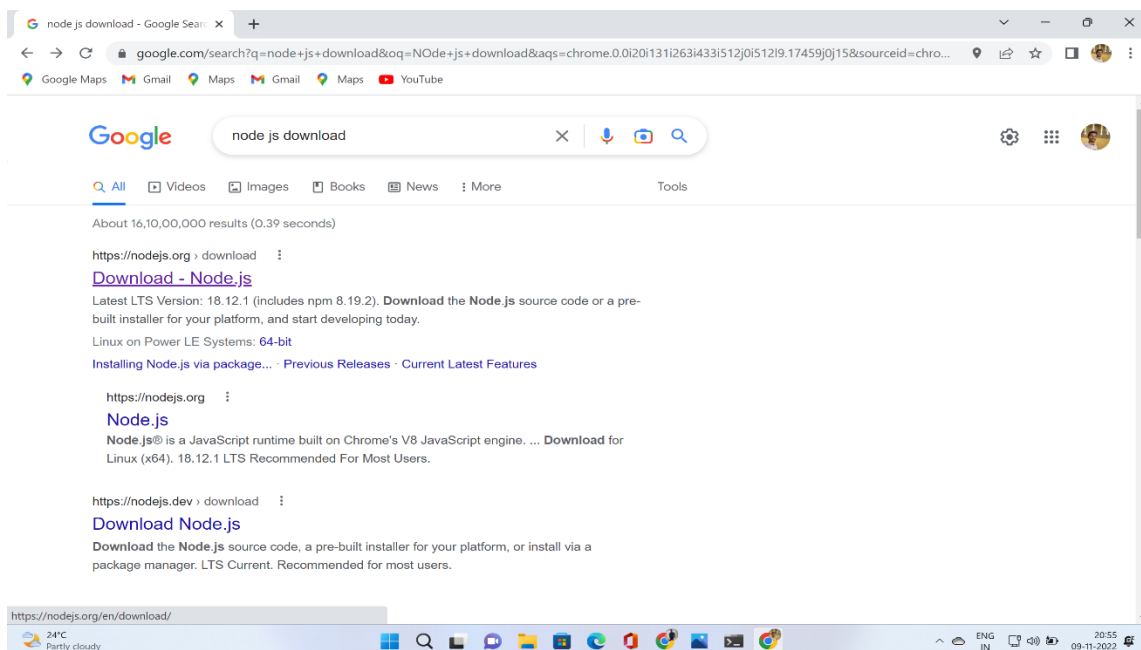 node js download - Google Searc
google.com/search?q=node+js+download&oq=NOde+js+download&aqs=chrome.0.0i20i131i263i433i512j0i512l9.17459j0j15&sourceid=chro...
Google Maps Gmail Maps Gmail Maps YouTube
Google node js download
All Videos Images Books News More Tools
About 16,10,00,000 results (0.39 seconds)
https://nodejs.org › download
Download - Node.js
Latest LTS Version: 18.12.1 (includes npm 8.19.2). Download the Node.js source code or a pre-
built installer for your platform, and start developing today.
Linux on Power LE Systems: 64-bit
Installing Node.js via package... · Previous Releases · Current Latest Features
https://nodejs.org
Node.js
Node.js® is a JavaScript runtime built on Chrome's V8 JavaScript engine. ... Download for
Linux (x64). 18.12.1 LTS Recommended For Most Users.
https://nodejs.dev › download
Download Node.js
Download the Node.js source code, a pre-built installer for your platform, or install via a
package manager. LTS Current. Recommended for most users.
https://nodejs.org/en/download/
24°C
Partly cloudy
ENG
IN
20:55
09-11-2022